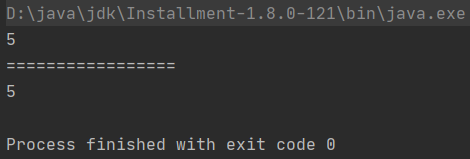 D:\java\jdk\Installment-1.8.0-121\bin\java.exe
5
=================
5
Process finished with exit code 0